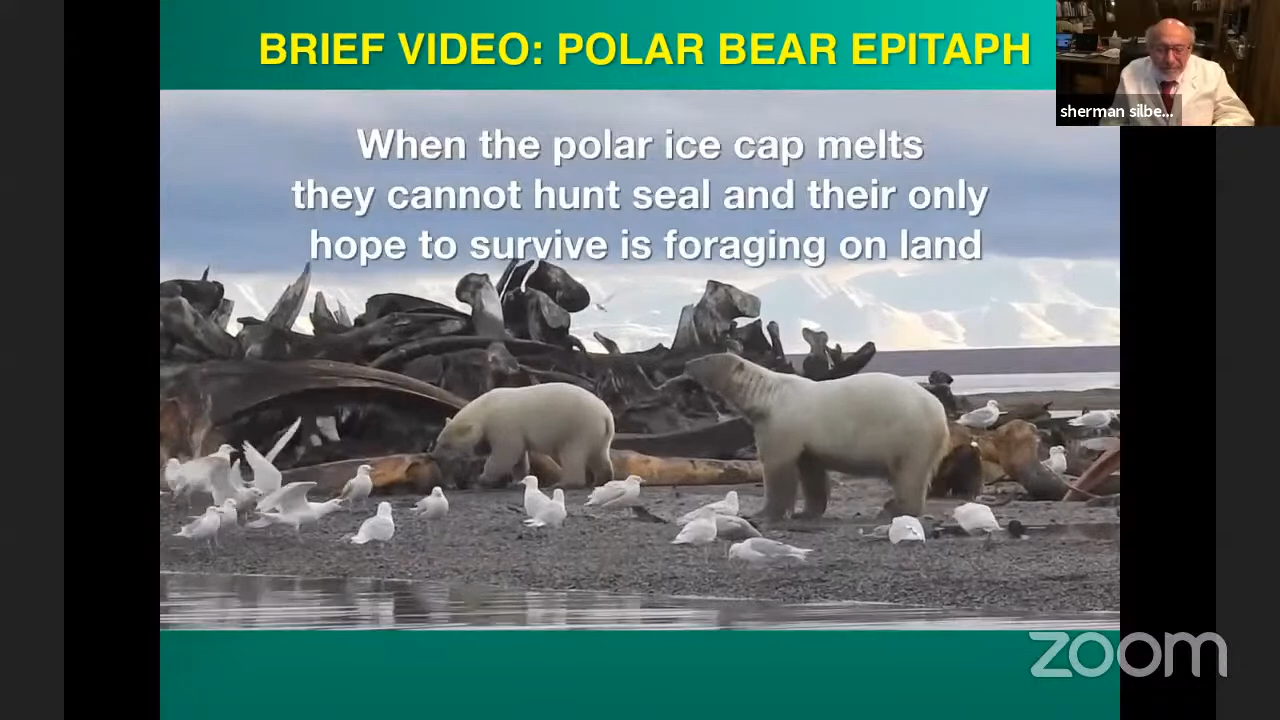 BRIEF VIDEO: POLAR BEAR EPITAPH
sherman silbe...
When the polar ice cap melts
they cannot hunt seal and their only
hope to survive is foraging on land
zoom